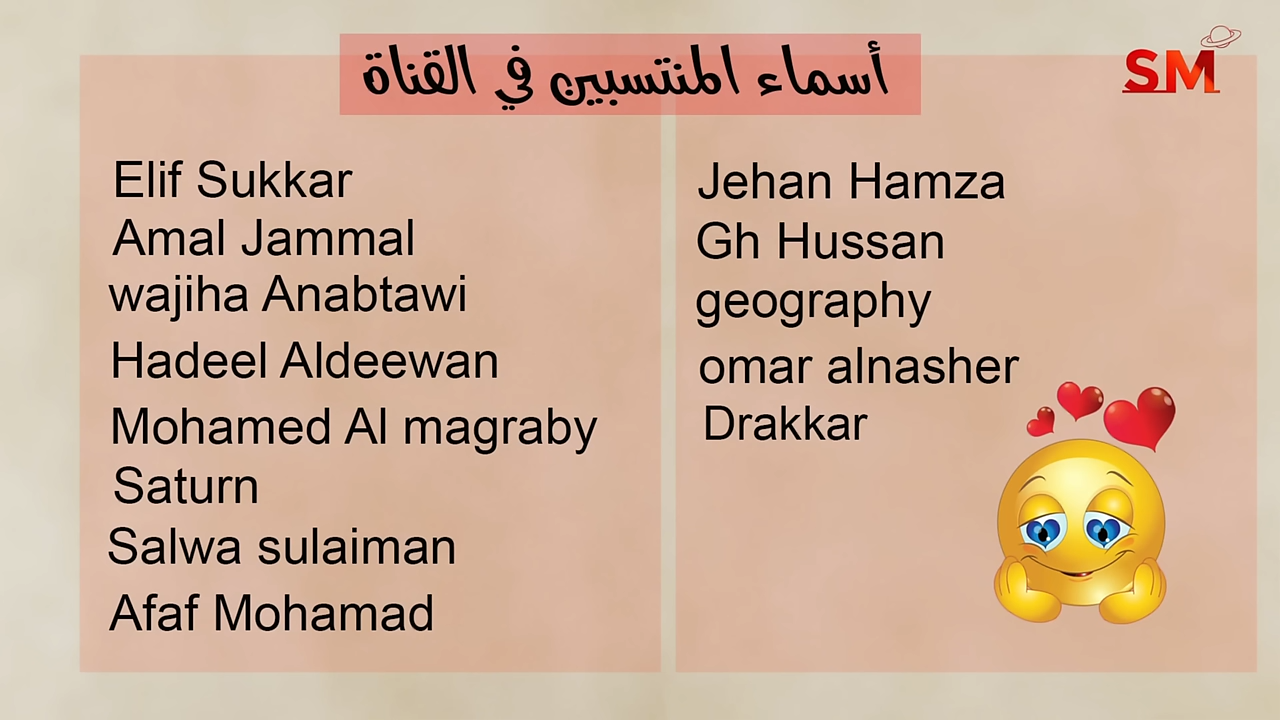 أسماء المنتسبين في القناة
SM
Elif Sukkar
Amal Jammal
wajiha Anabtawi
Hadeel Aldeewan
Mohamed Al magraby
Saturn
Salwa sulaiman
Afaf Mohamad
Jehan Hamza
Gh Hussan
geography
omar alnasher
Drakkar